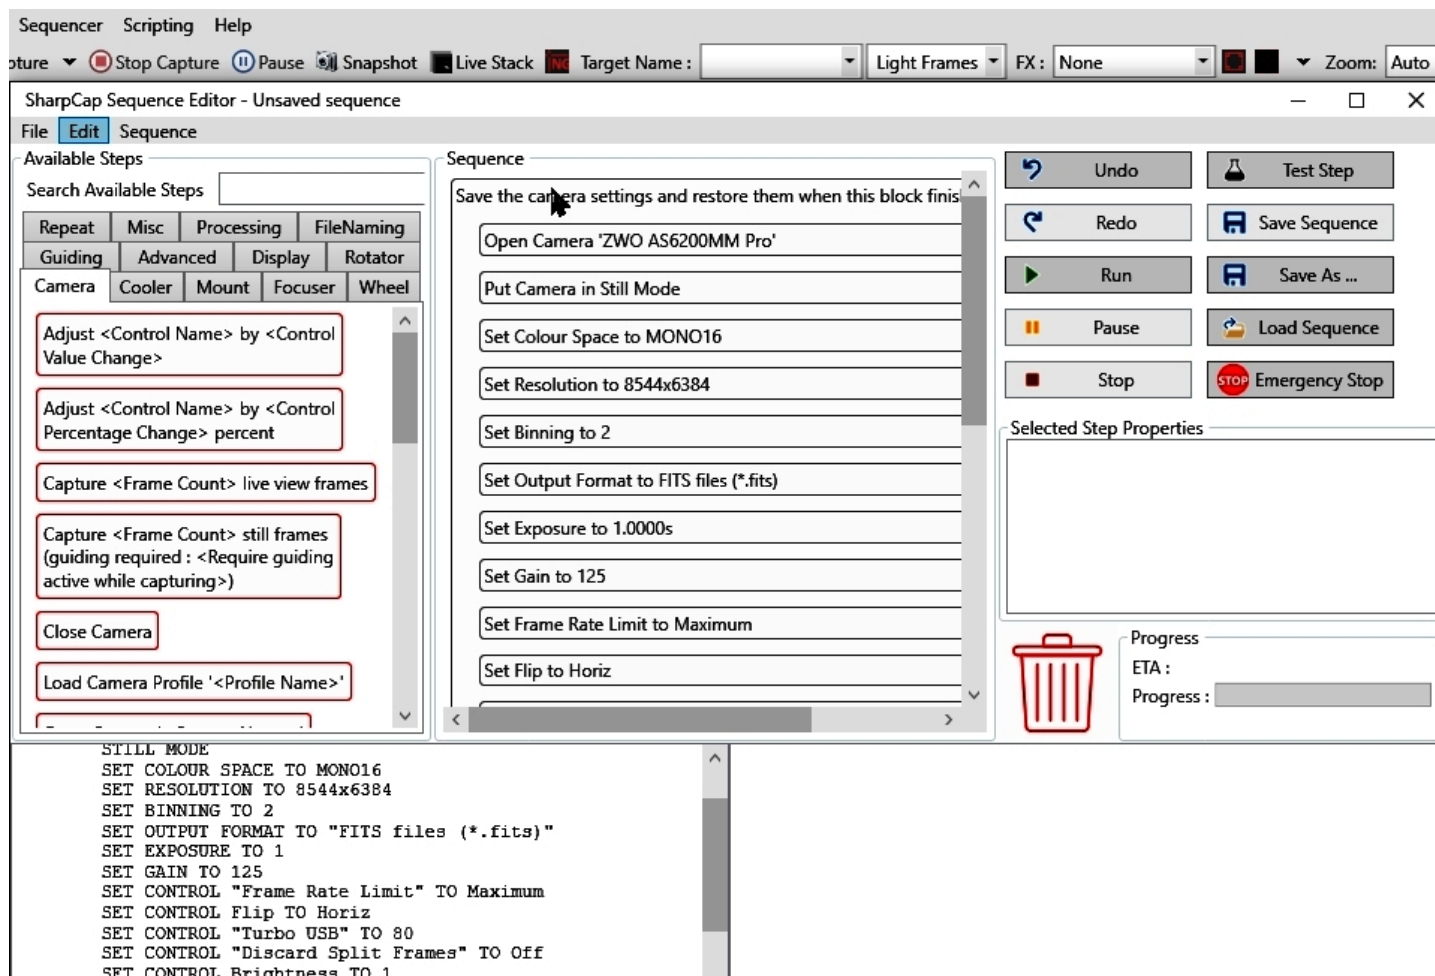 Sequencer Scripting Help
oture Stop Capture Pause Snapshot Live Stack Target Name : Light Frames FX : None Zoom: Auto
SharpCap Sequence Editor - Unsaved sequence
File Edit Sequence
Available Steps
Search Available Steps
Repeat Misc Processing FileNaming
Guiding Advanced Display Rotator
Camera Cooler Mount Focuser Wheel
Adjust <Control Name> by <Control
Value Change>
Adjust <Control Name> by <Control
Percentage Change> percent
Capture <Frame Count> live view frames
Capture <Frame Count> still frames
(guiding required : <Require guiding
active while capturing>)
Close Camera
Load Camera Profile '<Profile Name>'
Sequence
Save the camera settings and restore them when this block finis
Open Camera 'ZWO AS6200MM Pro'
Put Camera in Still Mode
Set Colour Space to MONO16
Set Resolution to 8544x6384
Set Binning to 2
Set Output Format to FITS files (*.fits)
Set Exposure to 1.0000s
Set Gain to 125
Set Frame Rate Limit to Maximum
Set Flip to Horiz
Undo Test Step
Redo Save Sequence
Run Save As ...
Pause Load Sequence
Stop STOP Emergency Stop
Selected Step Properties
Progress
ETA :
Progress :
STILL MODE
SET COLOUR SPACE TO MONO16
SET RESOLUTION TO 8544x6384
SET BINNING TO 2
SET OUTPUT FORMAT TO "FITS files (*.fits)"
SET EXPOSURE TO 1
SET GAIN TO 125
SET CONTROL "Frame Rate Limit" TO Maximum
SET CONTROL Flip TO Horiz
SET CONTROL "Turbo USB" TO 80
SET CONTROL "Discard Split Frames" TO Off
SET CONTROL Brightness TO 1